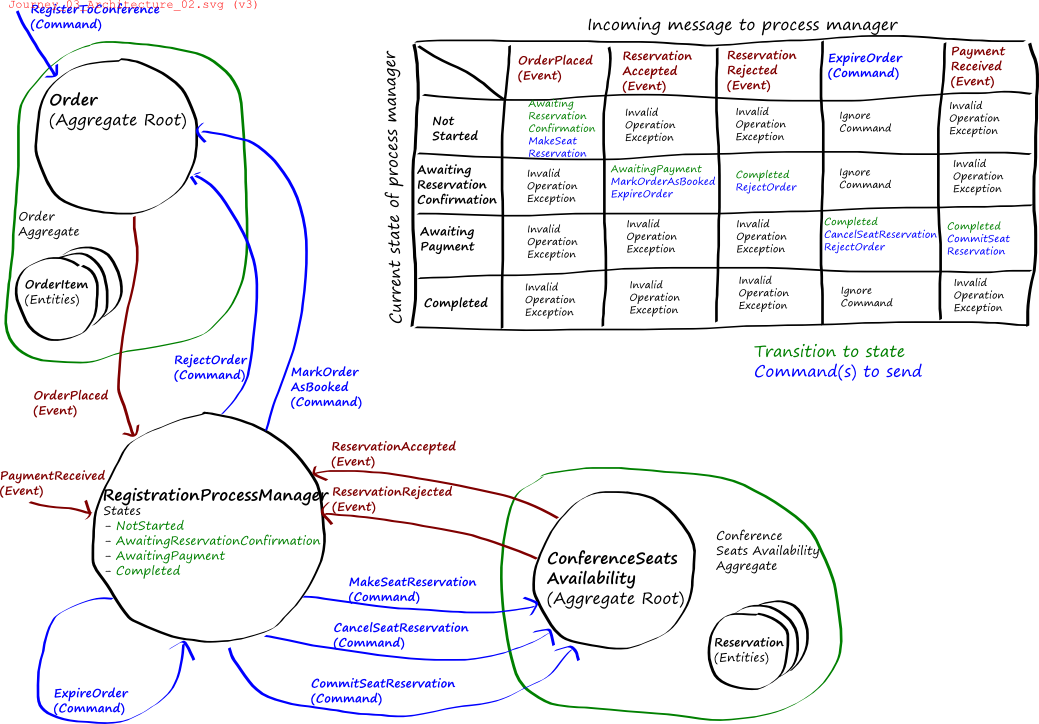 Journey_03_Architecture_02.svg (v3)
RegisterToConference
(Command)
Order
(Aggregate Root)
Order
Aggregate
OrderItem
(Entities)
RejectOrder
(Command)
MarkOrder
AsBooked
(Command)
OrderPlaced
(Event)
PaymentReceived
(Event)
RegistrationProcessManager
States
- NotStarted
- AwaitingReservationConfirmation
- AwaitingPayment
- Completed
ReservationAccepted
(Event)
ReservationRejected
(Event)
MakeSeatReservation
(Command)
CancelSeatReservation
(Command)
CommitSeatReservation
(Command)
ExpireOrder
(Command)
ConferenceSeats
Availability
(Aggregate Root)
Conference
Seats Availability
Aggregate
Reservation
(Entities)
Incoming message to process manager
Current state of process manager
OrderPlaced
(Event)
Reservation
Accepted
(Event)
Reservation
Rejected
(Event)
ExpireOrder
(Command)
Payment
Received
(Event)
Not
Started
Awaiting
Reservation
Confirmation
MakeSeat
Reservation
Invalid
Operation
Exception
Invalid
Operation
Exception
Ignore
Command
Invalid
Operation
Exception
Awaiting
Reservation
Confirmation
Invalid
Operation
Exception
AwaitingPayment
MarkOrderAsBooked
ExpireOrder
Completed
RejectOrder
Ignore
Command
Invalid
Operation
Exception
Awaiting
Payment
Invalid
Operation
Exception
Invalid
Operation
Exception
Invalid
Operation
Exception
Completed
CancelSeatReservation
RejectOrder
Completed
CommitSeat
Reservation
Completed
Invalid
Operation
Exception
Invalid
Operation
Exception
Invalid
Operation
Exception
Ignore
Command
Invalid
Operation
Exception
Transition to state
Command(s) to send